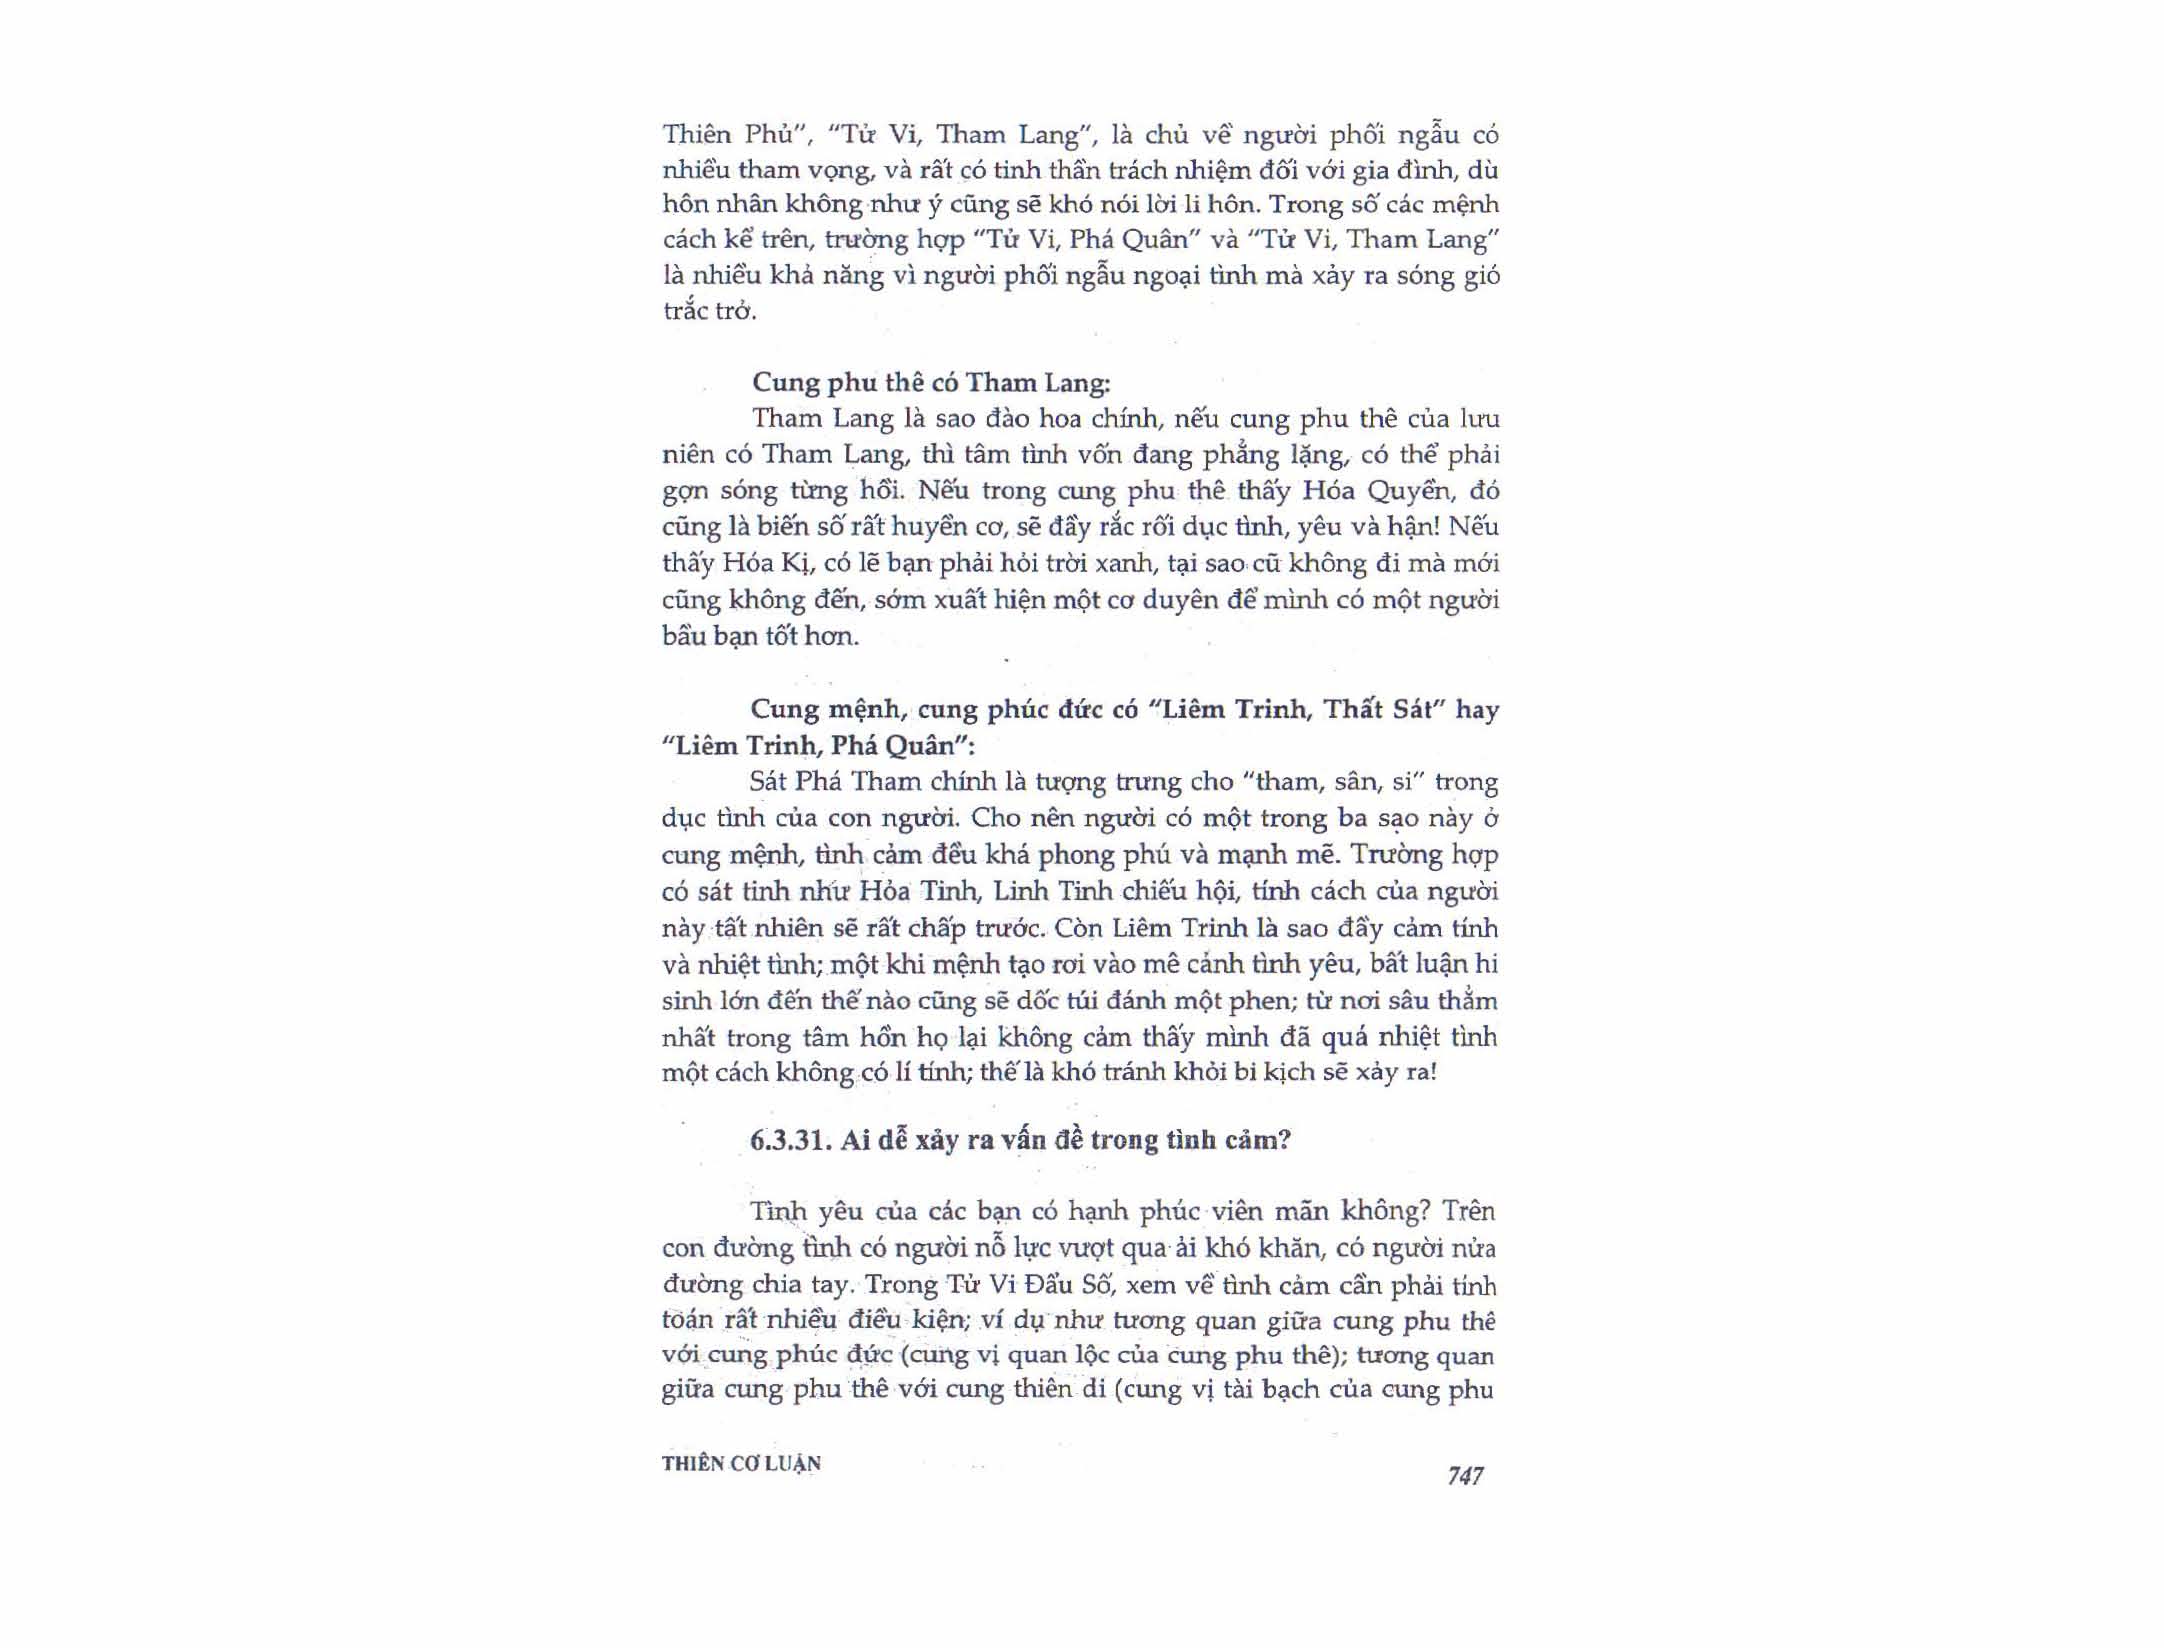 Thiên Phủ", "Tử Vi, Tham Lang", là chủ về người phối ngẫu có
nhiều tham vọng, và rất có tinh thần trách nhiệm đối với gia đình, dù
hôn nhân không như ý cũng sẽ khó nói lời li hôn. Trong số các mệnh
cách kể trên, trường hợp "Tử Vi, Phá Quân" và "Tử Vi, Tham Lang"
là nhiều khả năng vì người phối ngẫu ngoại tình mà xảy ra sóng gió
trắc trở.
Cung phu thê có Tham Lang:
Tham Lang là sao đào hoa chính, nếu cung phu thê của lưu
niên có Tham Lang, thì tâm tình vốn đang phẳng lặng, có thể phải
gợn sóng từng hồi. Nếu trong cung phu thê thấy Hóa Quyền, đó
cũng là biến số rất huyền cơ, sẽ đầy rắc rối dục tình, yêu và hận! Nếu
thấy Hóa Kị, có lẽ bạn phải hỏi trời xanh, tại sao cũ không đi mà mới
cũng không đến, sớm xuất hiện một cơ duyên để mình có một người
bầu bạn tốt hơn.
Cung mệnh, cung phúc đức có "Liêm Trinh, Thất Sát" hay
"Liêm Trinh, Phá Quân":
Sát Phá Tham chính là tượng trưng cho "tham, sân, si" trong
dục tình của con người. Cho nên người có một trong ba sao này ở
cung mệnh, tình cảm đều khá phong phú và mạnh mẽ. Trường hợp
có sát tinh như Hỏa Tinh, Linh Tinh chiếu hội, tính cách của người
này tất nhiên sẽ rất chấp trước. Còn Liêm Trinh là sao đầy cảm tính
và nhiệt tình; một khi mệnh tạo rơi vào mê cảnh tình yêu, bất luận hi
sinh lớn đến thế nào cũng sẽ dốc túi đánh một phen; từ nơi sâu thẳm
nhất trong tâm hồn họ lại không cảm thấy mình đã quá nhiệt tình
một cách không có lí tính; thế là khó tránh khỏi bi kịch sẽ xảy ra!
6.3.31. Ai dễ xảy ra vấn đề trong tình cảm?
Tình yêu của các bạn có hạnh phúc viên mãn không? Trên
con đường tình có người nỗ lực vượt qua ải khó khăn, có người nửa
đường chia tay. Trong Tử Vi Đẩu Số, xem về tình cảm cần phải tính
toán rất nhiều điều kiện; ví dụ như tương quan giữa cung phu thê
với cung phúc đức (cung vị quan lộc của cung phu thê); tương quan
giữa cung phu thê với cung thiên di (cung vị tài bạch của cung phu
THIÊN CƠ LUẬN
747